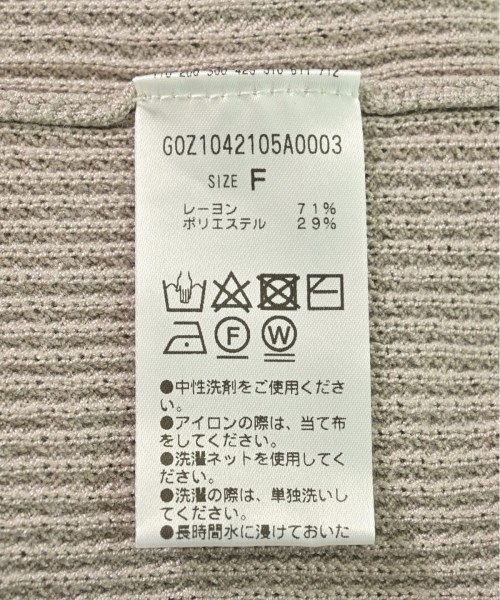 GOZ1042105A0003
SIZE F
レーヨン 71%
ポリエステル 29%
F W
●中性洗剤をご使用くださ
い。
●アイロンの際は、当て布
をしてください。
●洗濯ネットを使用してく
ださい。
●洗濯の際は、単独洗いし
てください。
●長時間水に浸けておいた